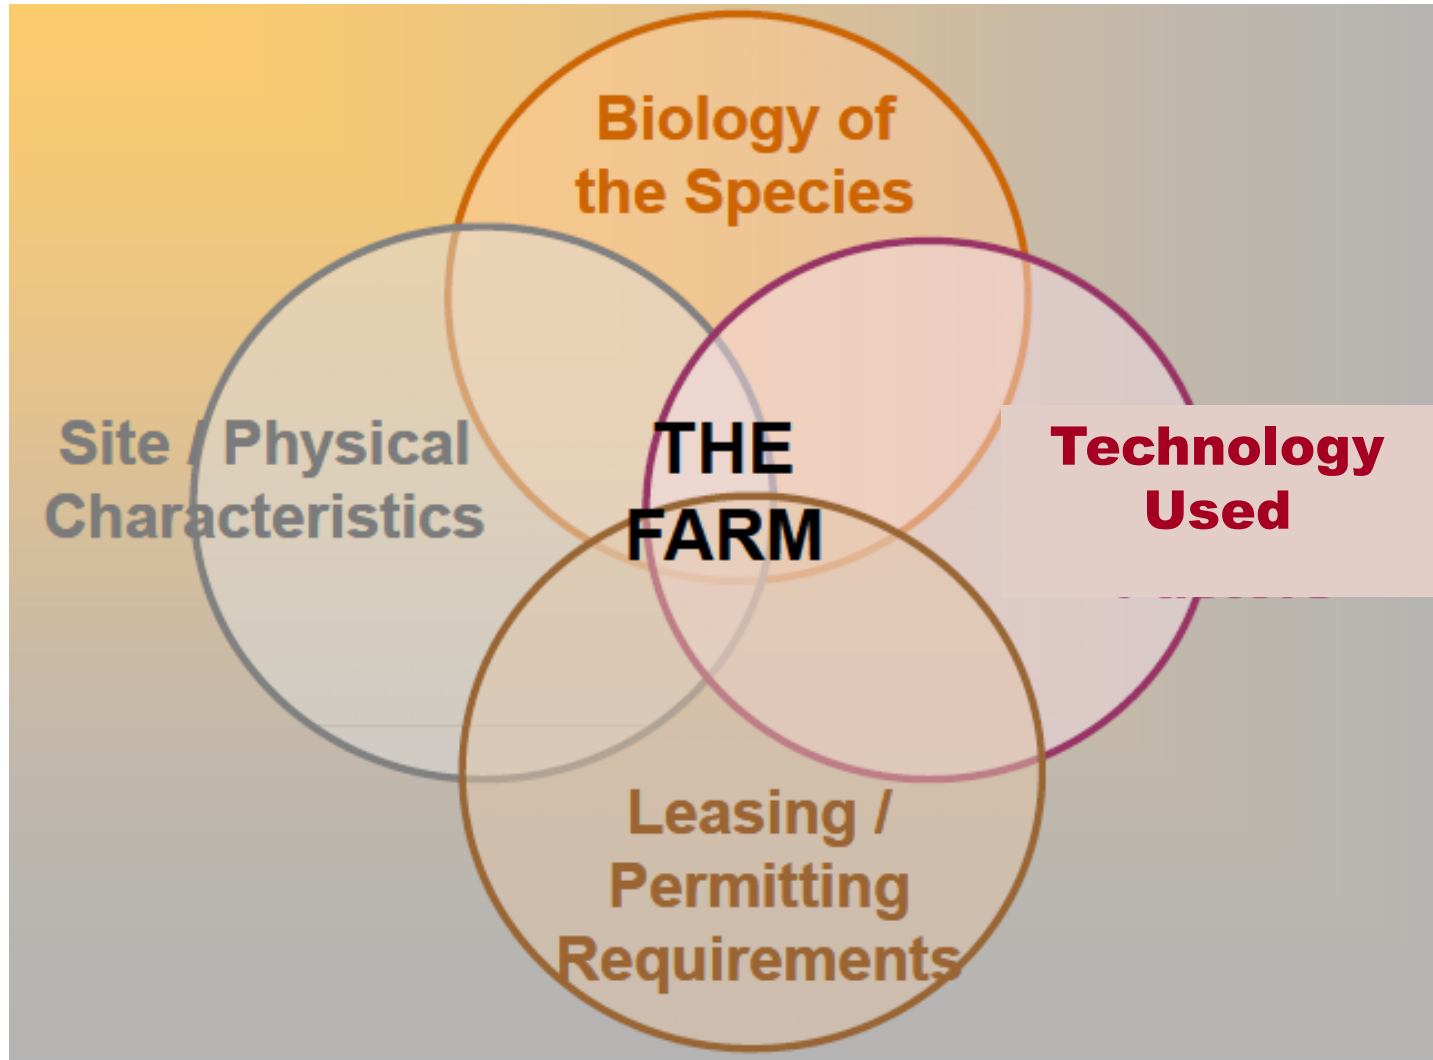 Biology of
the Species
Site / Physical
Characteristics
THE
FARM
Technology
Used
Leasing /
Permitting
Requirements